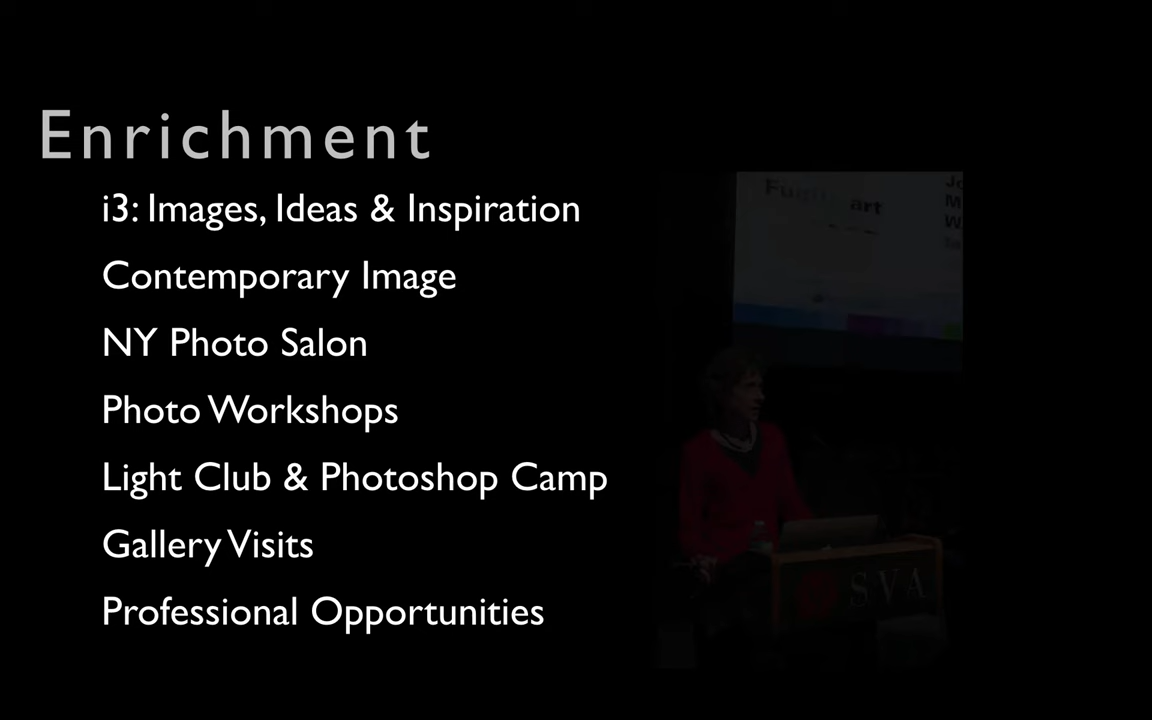 Enrichment
i3: Images, Ideas & Inspiration
Contemporary Image
NY Photo Salon
Photo Workshops
Light Club & Photoshop Camp
Gallery Visits
Professional Opportunities
art
SVA